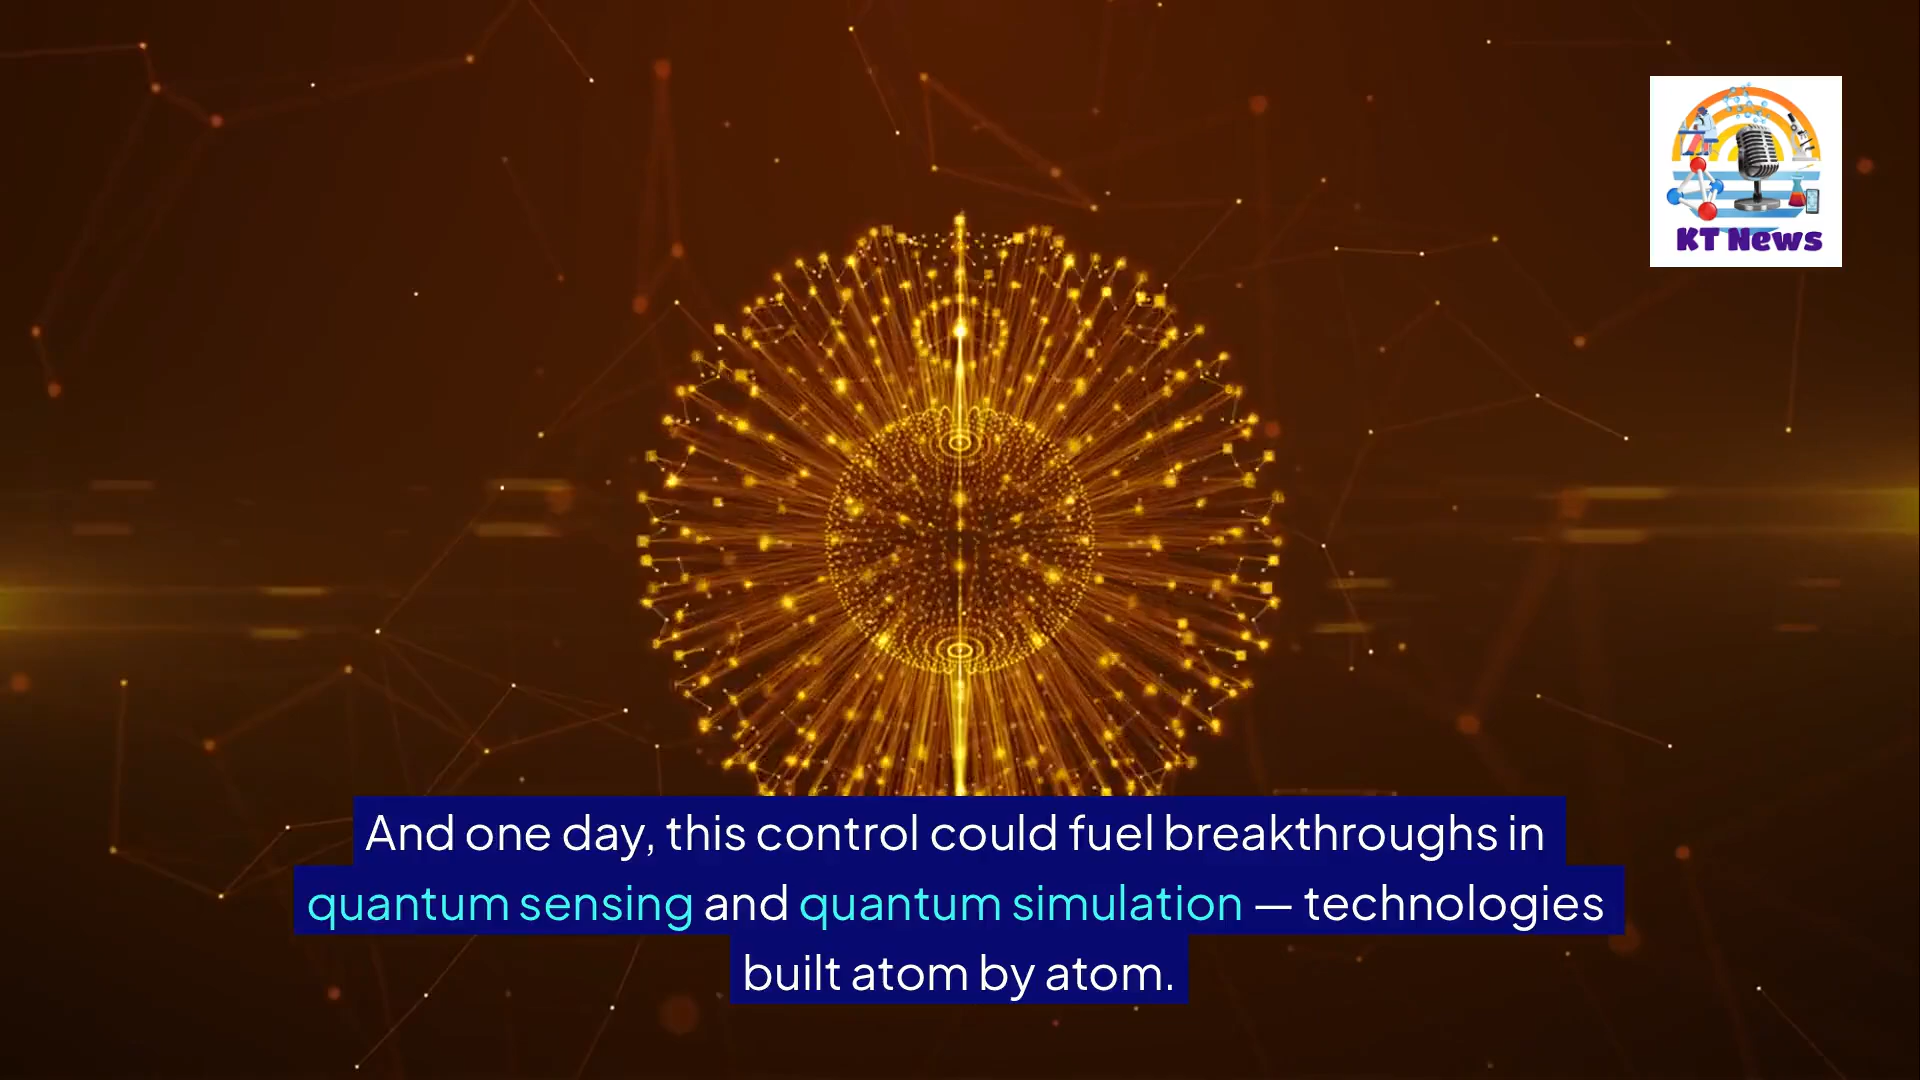 KT News
And one day, this control could fuel breakthroughs in
quantum sensing and quantum simulation — technologies
built atom by atom.